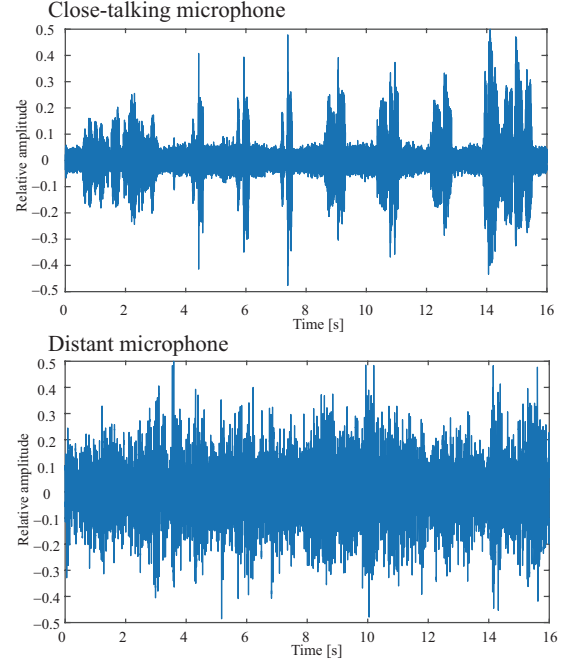 Close-talking microphone
0.5
0.4
0.3
0.2
0.1
0
−0.1
−0.2
−0.3
−0.4
−0.5
Relative amplitude
0 2 4 6 8 10 12 14 16
Time [s]
Distant microphone
0.5
0.4
0.3
0.2
0.1
0
−0.1
−0.2
−0.3
−0.4
−0.5
Relative amplitude
0 2 4 6 8 10 12 14 16
Time [s]